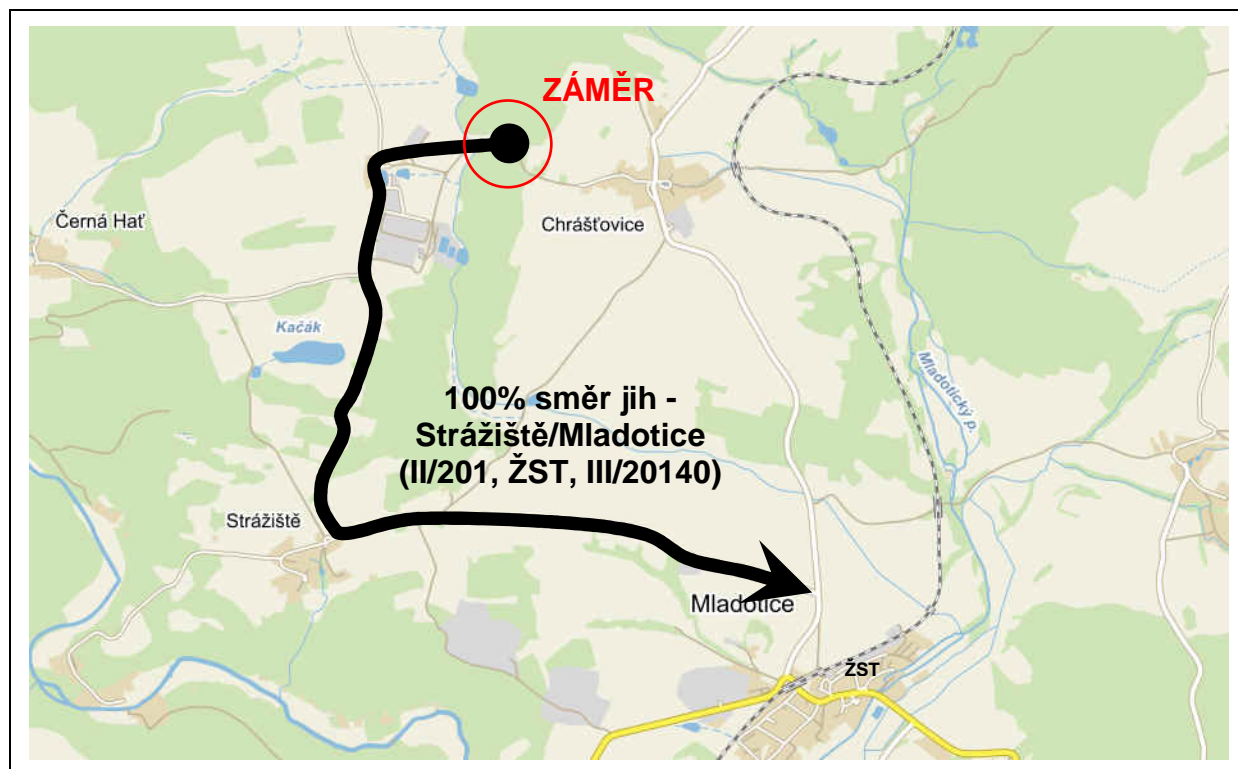 ZÁMĚR
Černá Hať
Chrášťovice
Kačák
Mladotický p.
100% směr jih -
Strážiště/Mladotice
(II/201, ŽST, III/20140)
Strážiště
Mladotice
ŽST